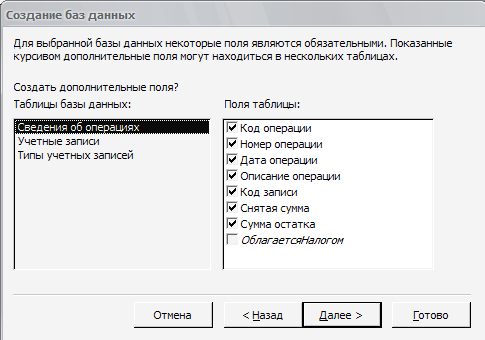 Создание баз данных
Для выбранной базы данных некоторые поля являются обязательными. Показанные
курсивом дополнительные поля могут находиться в нескольких таблицах.
Создать дополнительные поля?
Таблицы базы данных:
Сведения об операциях
Учетные записи
Типы учетных записей
Поля таблицы:
Код операции
Номер операции
Дата операции
Описание операции
Код записи
Снятая сумма
Сумма остатка
ОблагаетсяНалогом
Отмена
< Назад
Далее >
Готово